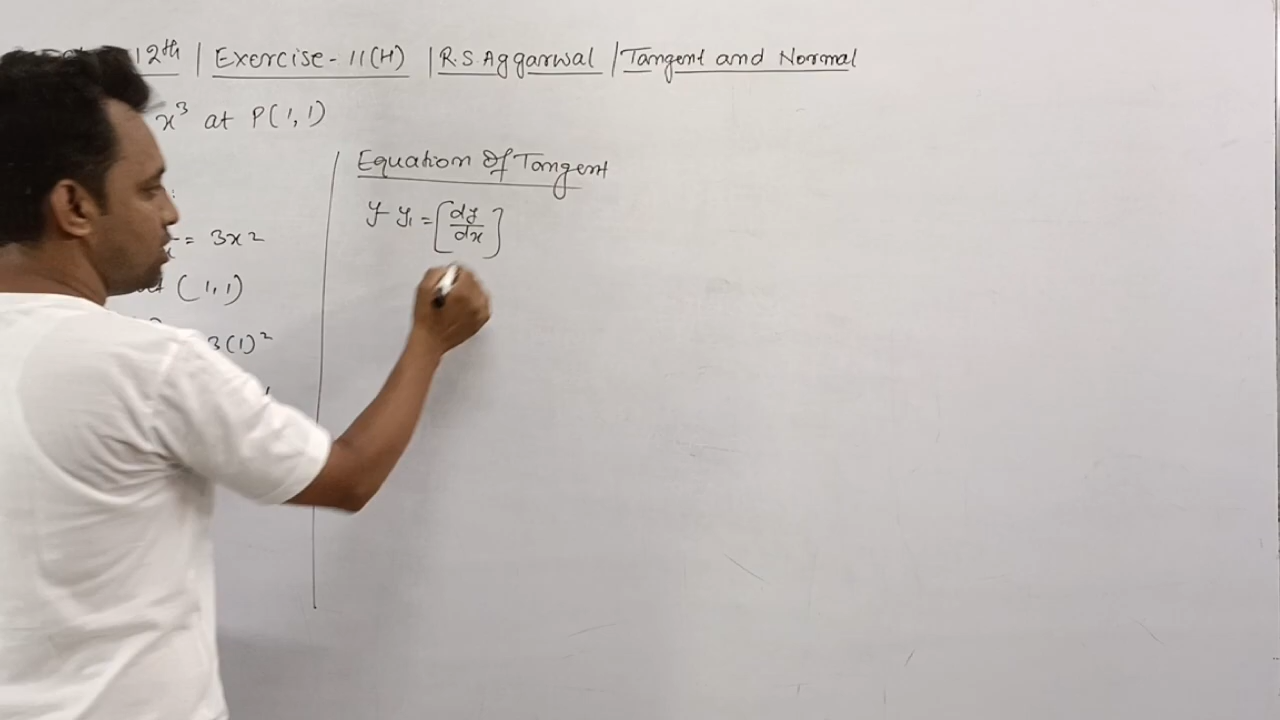 12th | Exercise - 11(H) | R.S Aggarwal | Tangent and Normal
x³ at P(1,1)
= 3x2
(1,1)
3(1)²
Equation Of Tangent
y - y₁ = [dy/dx]